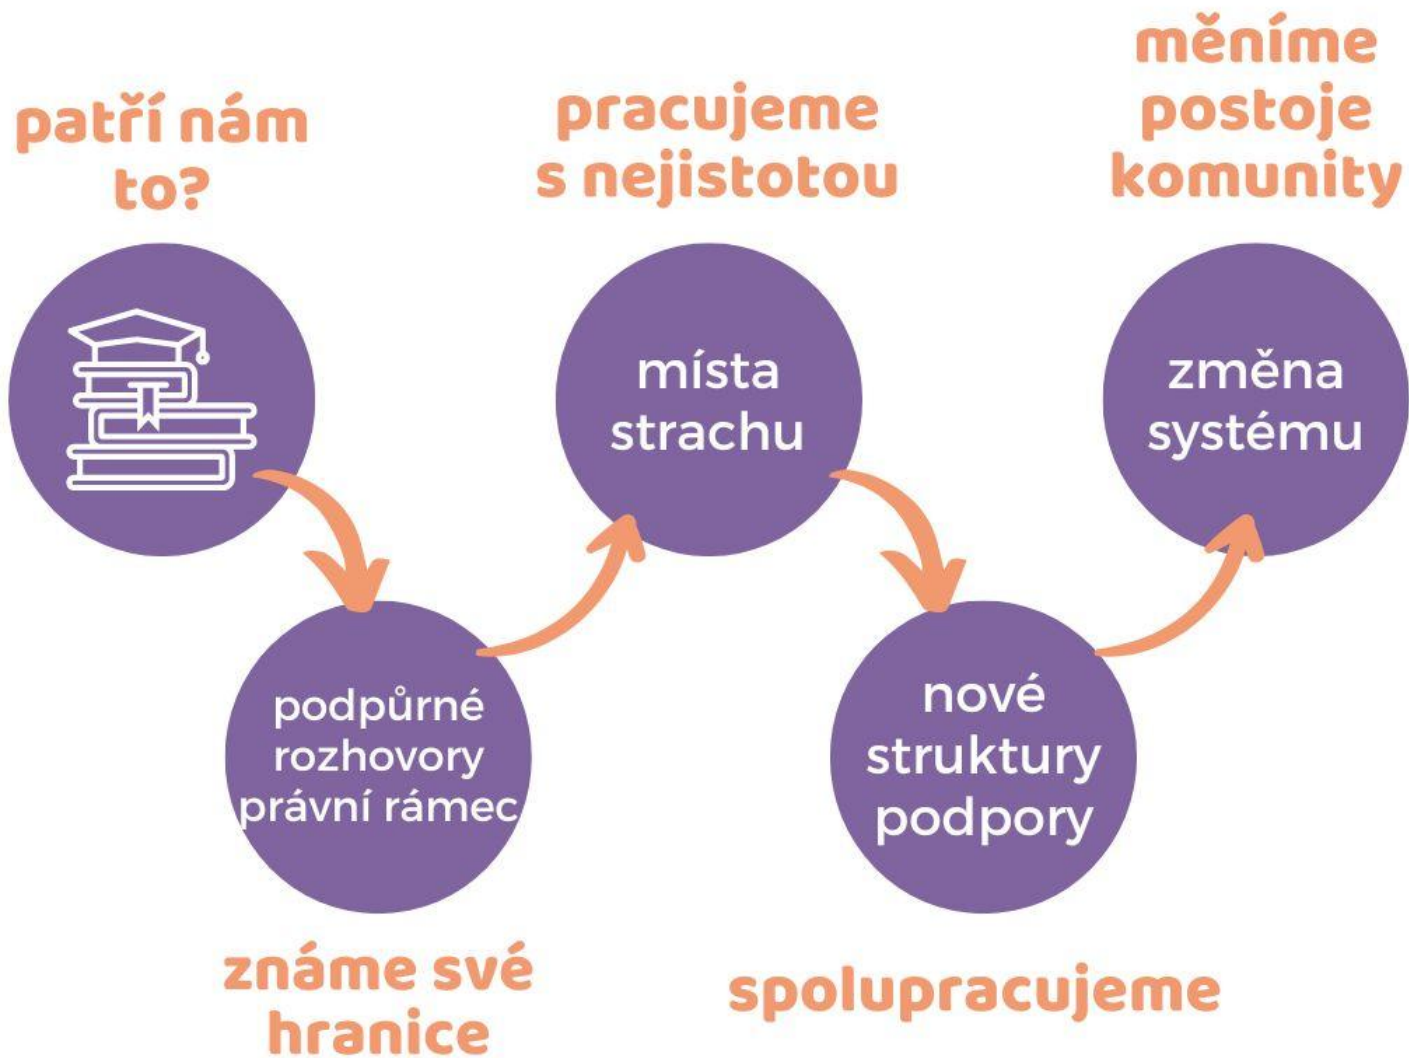 patří nám
to?
podpůrné
rozhovory
právní rámec
známe své
hranice
pracujeme
s nejistotou
místa
strachu
nové
struktury
podpory
spolupracujeme
měníme
postoje
komunity
změna
systému